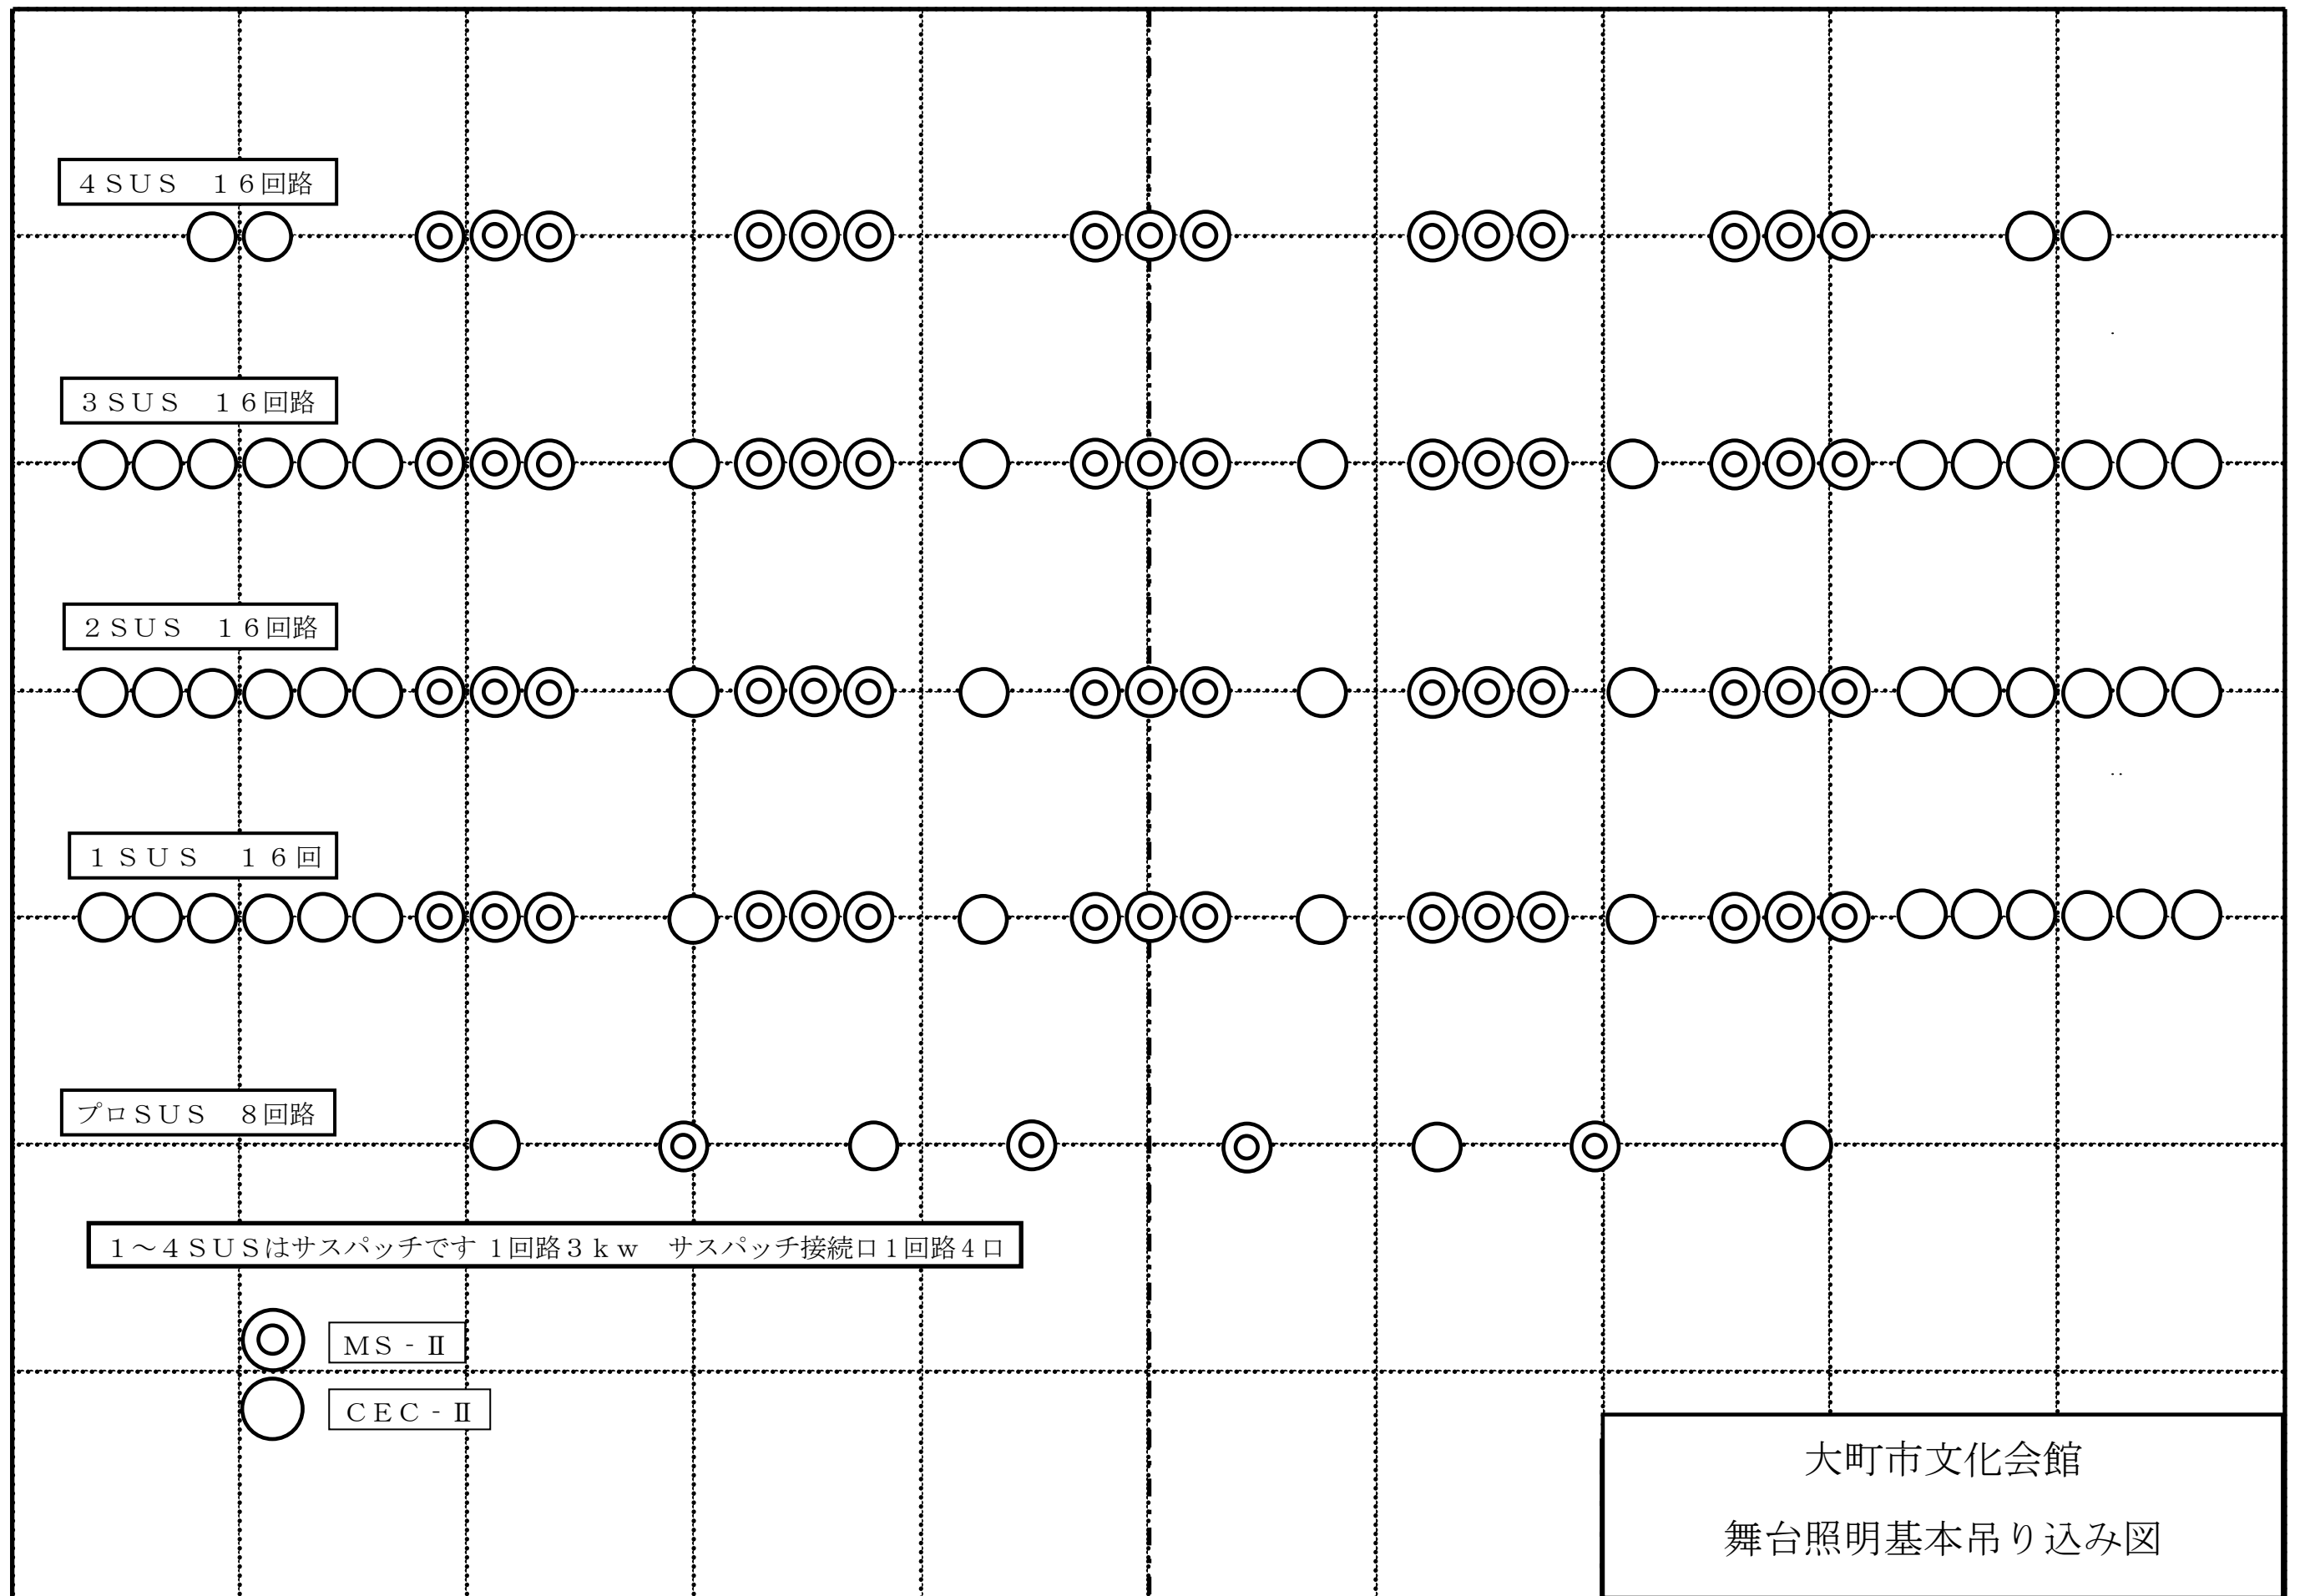 ４ＳＵＳ　１６回路
３ＳＵＳ　１６回路
２ＳＵＳ　１６回路
１ＳＵＳ　１６回
プロＳＵＳ　８回路
１～４ＳＵＳはサスパッチです 1回路３ｋｗ　サスパッチ接続口1回路4口
ＭＳ‐Ⅱ
ＣＥＣ‐Ⅱ
大町市文化会館
舞台照明基本吊り込み図